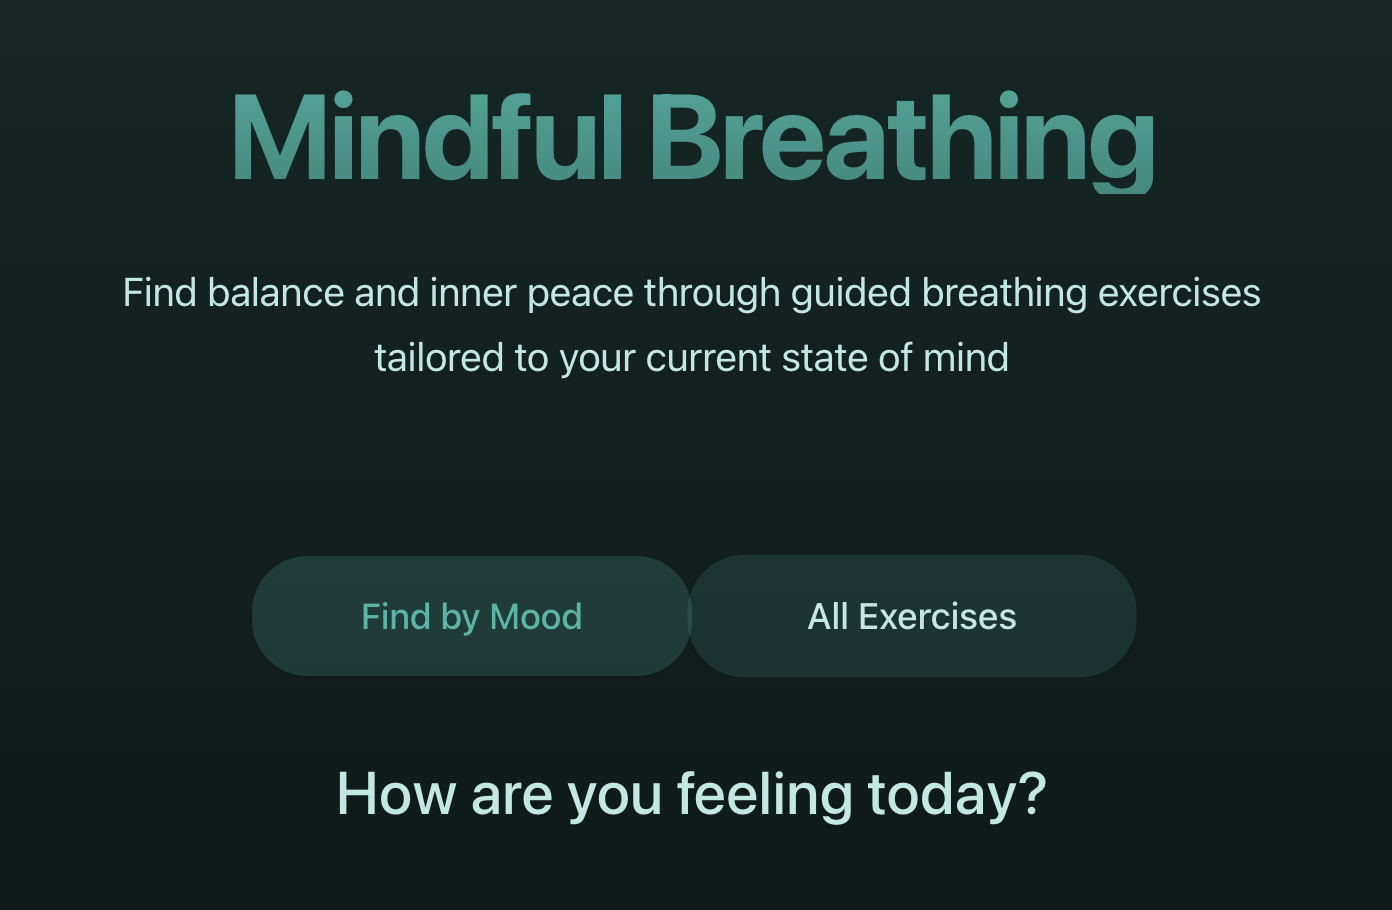 Mindful Breathing
Find balance and inner peace through guided breathing exercises
tailored to your current state of mind
Find by Mood
All Exercises
How are you feeling today?